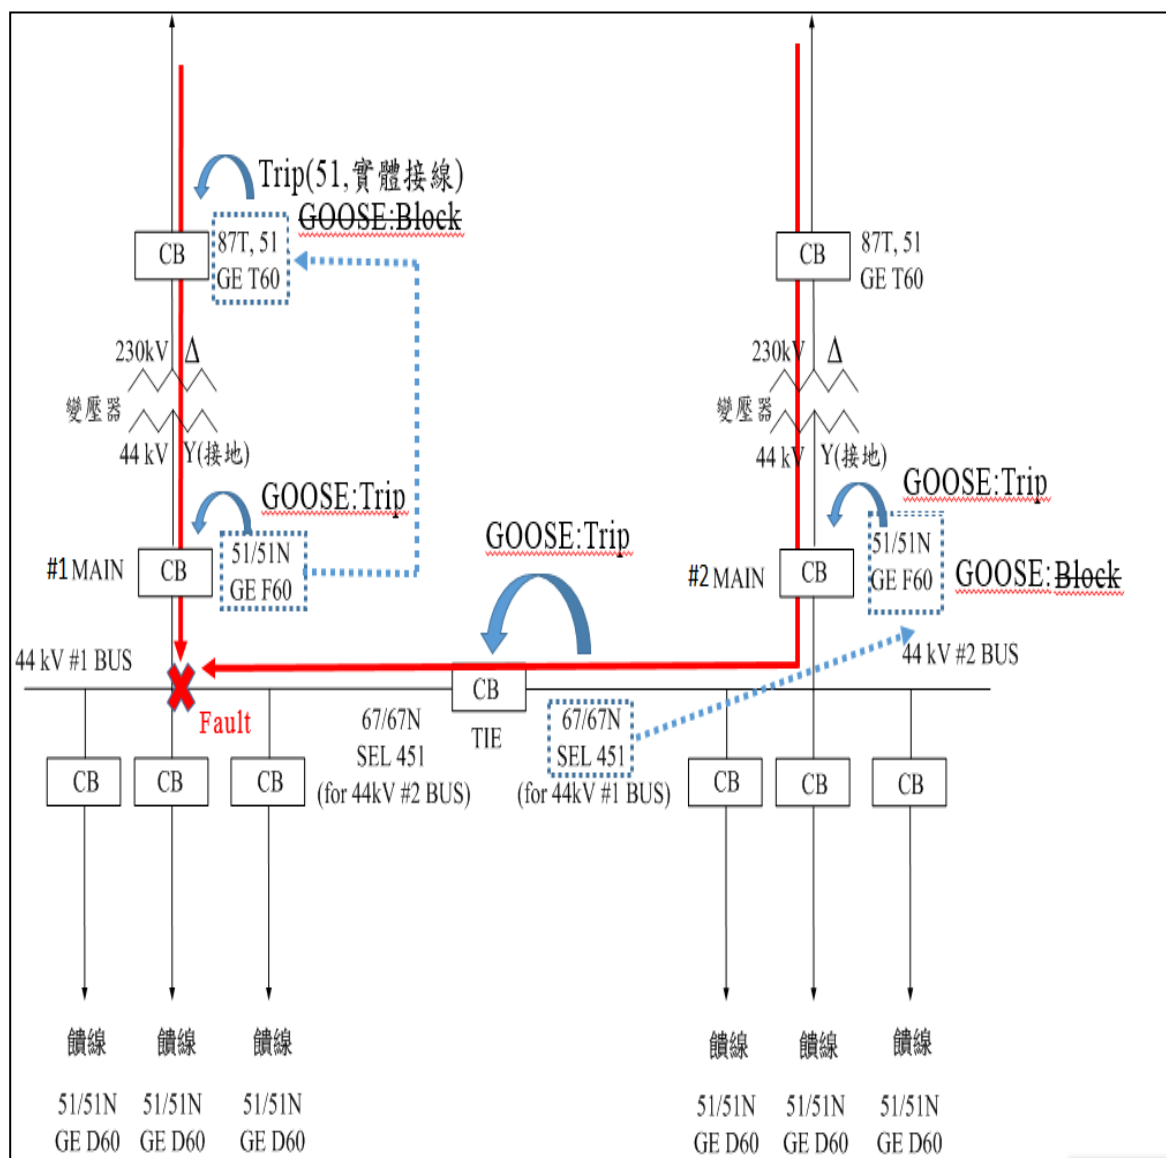 Trip(51,實體接線)
GOOSE:Block
CB
87T, 51
GE T60
CB
87T, 51
GE T60
230kV Δ
變壓器
44 kV Y(接地)
230kV Δ
變壓器
44 kV Y(接地)
GOOSE:Trip
GOOSE:Trip
GOOSE:Trip
#1 MAIN
CB
51/51N
GE F60
#2 MAIN
CB
51/51N
GE F60
GOOSE:Block
44 kV #1 BUS
44 kV #2 BUS
Fault
CB
TIE
67/67N
SEL 451
(for 44kV #2 BUS)
67/67N
SEL 451
(for 44kV #1 BUS)
CB
CB
CB
CB
CB
CB
饋線
饋線
饋線
饋線
饋線
饋線
51/51N
GE D60
51/51N
GE D60
51/51N
GE D60
51/51N
GE D60
51/51N
GE D60
51/51N
GE D60